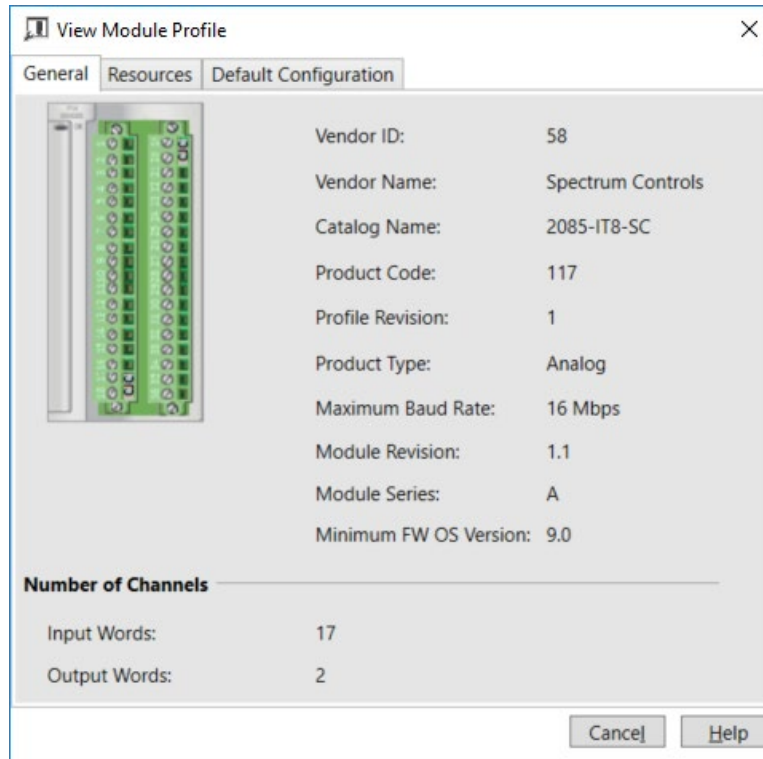 View Module Profile
General Resources Default Configuration
Vendor ID: 58
Vendor Name: Spectrum Controls
Catalog Name: 2085-IT8-SC
Product Code: 117
Profile Revision: 1
Product Type: Analog
Maximum Baud Rate: 16 Mbps
Module Revision: 1.1
Module Series: A
Minimum FW OS Version: 9.0
Number of Channels
Input Words: 17
Output Words: 2
Cancel Help